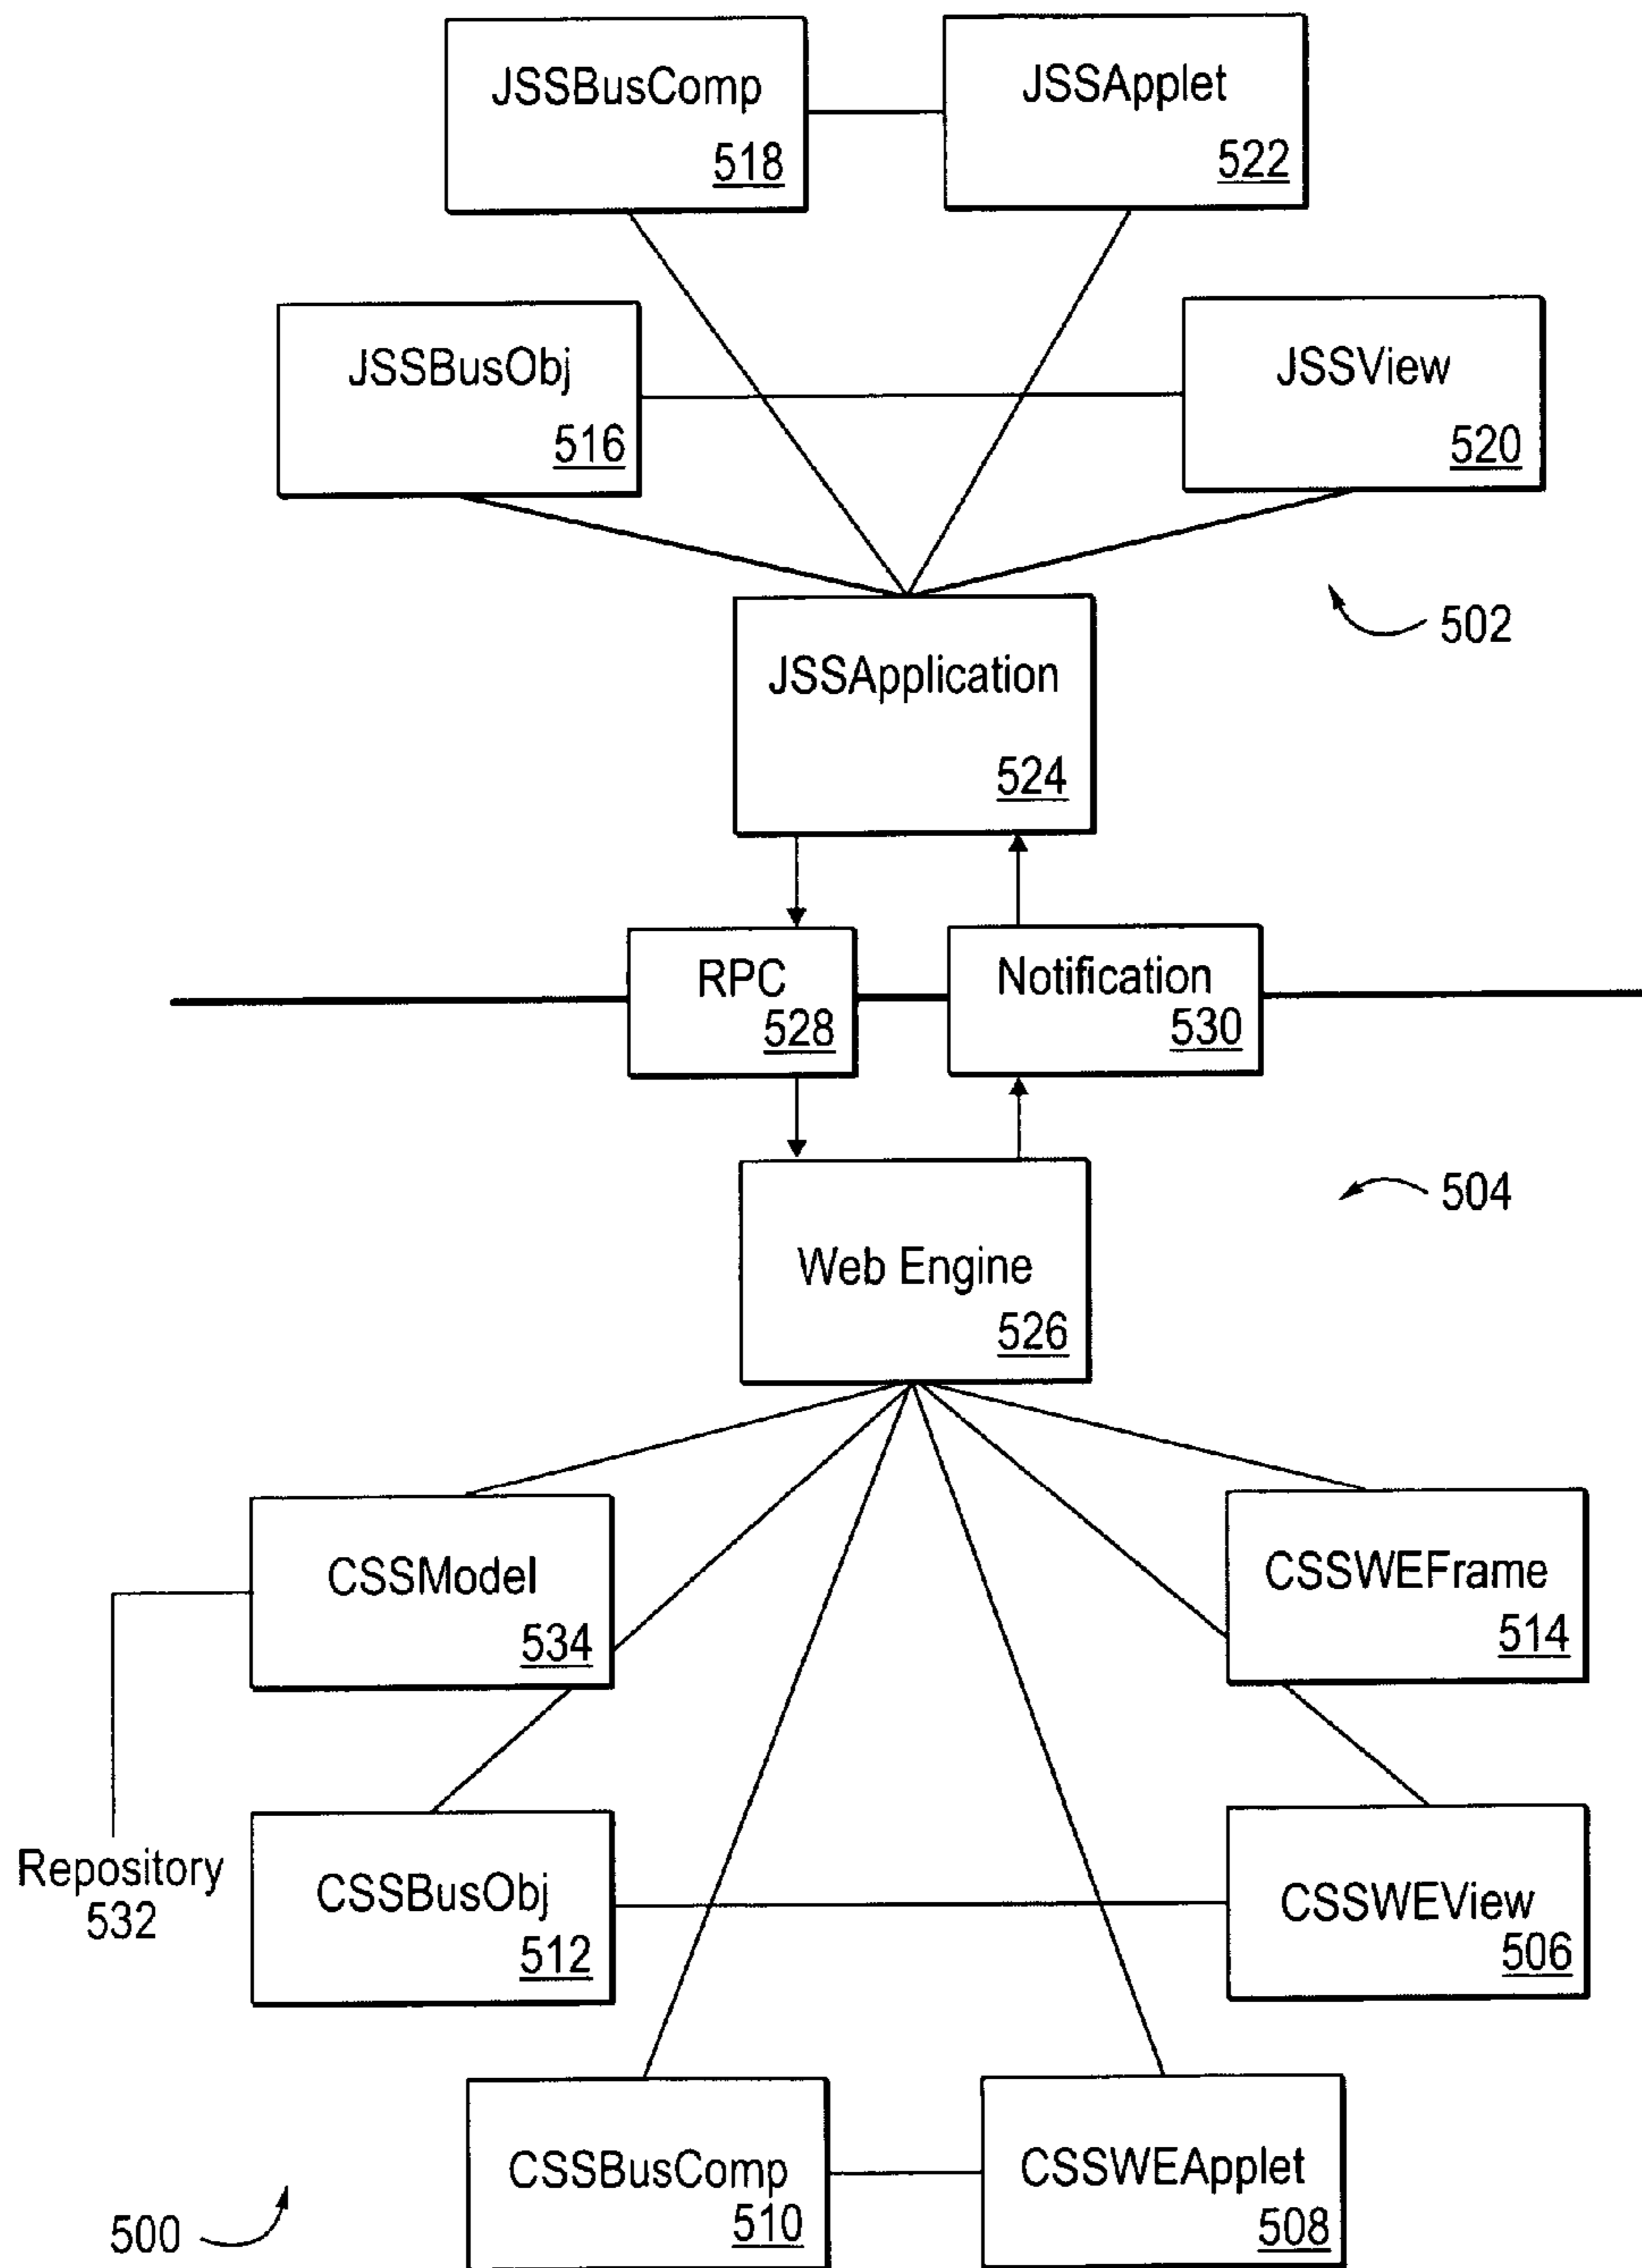 JSSBusComp
518
JSSApplet
522
JSSBusObj
516
JSSView
520
502
JSSApplication
524
RPC
528
Notification
530
504
Web Engine
526
CSSModel
534
CSSWEFrame
514
Repository
532
CSSBusObj
512
CSSWEView
506
CSSBusComp
510
CSSWEApplet
508
500